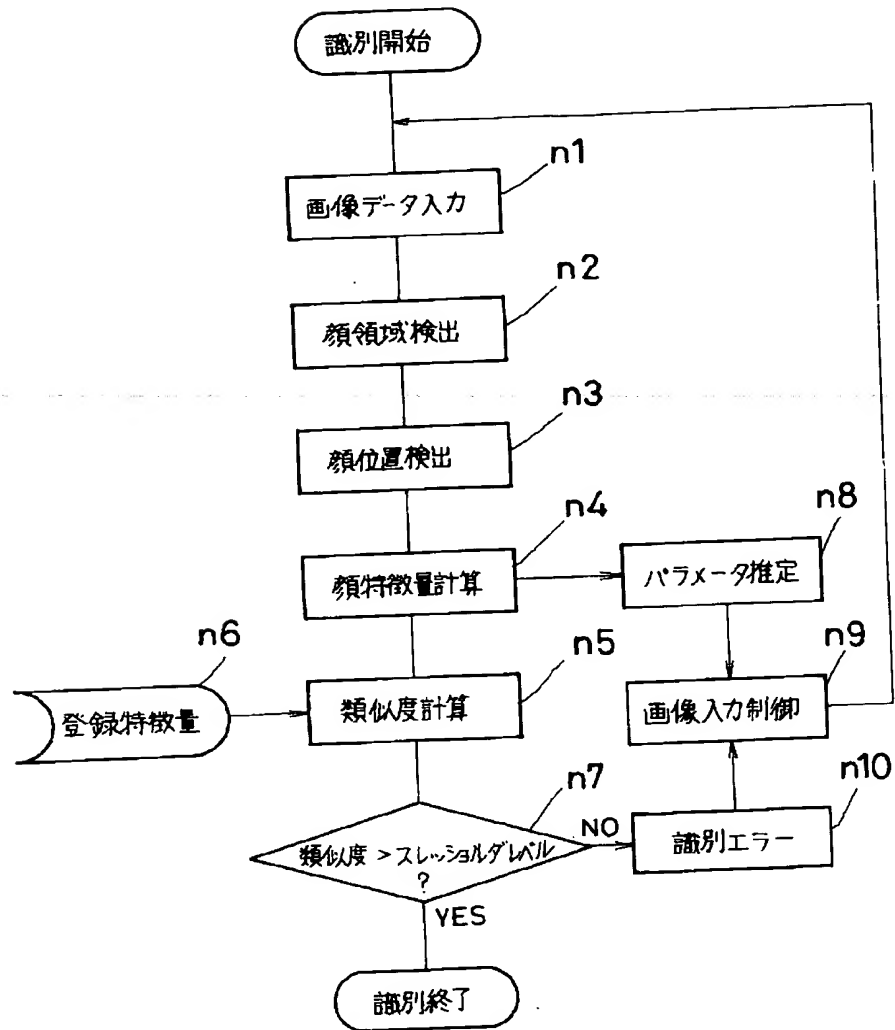 識別開始
n1
画像データ入力
n2
顔領域検出
n3
顔位置検出
n4
顔特徴量計算
n8
パラメータ推定
n6
登録特徴量
n5
類似度計算
n9
画像入力制御
n7
類似度 > スレッショルダレベル
?
NO
n10
識別エラー
YES
識別終了